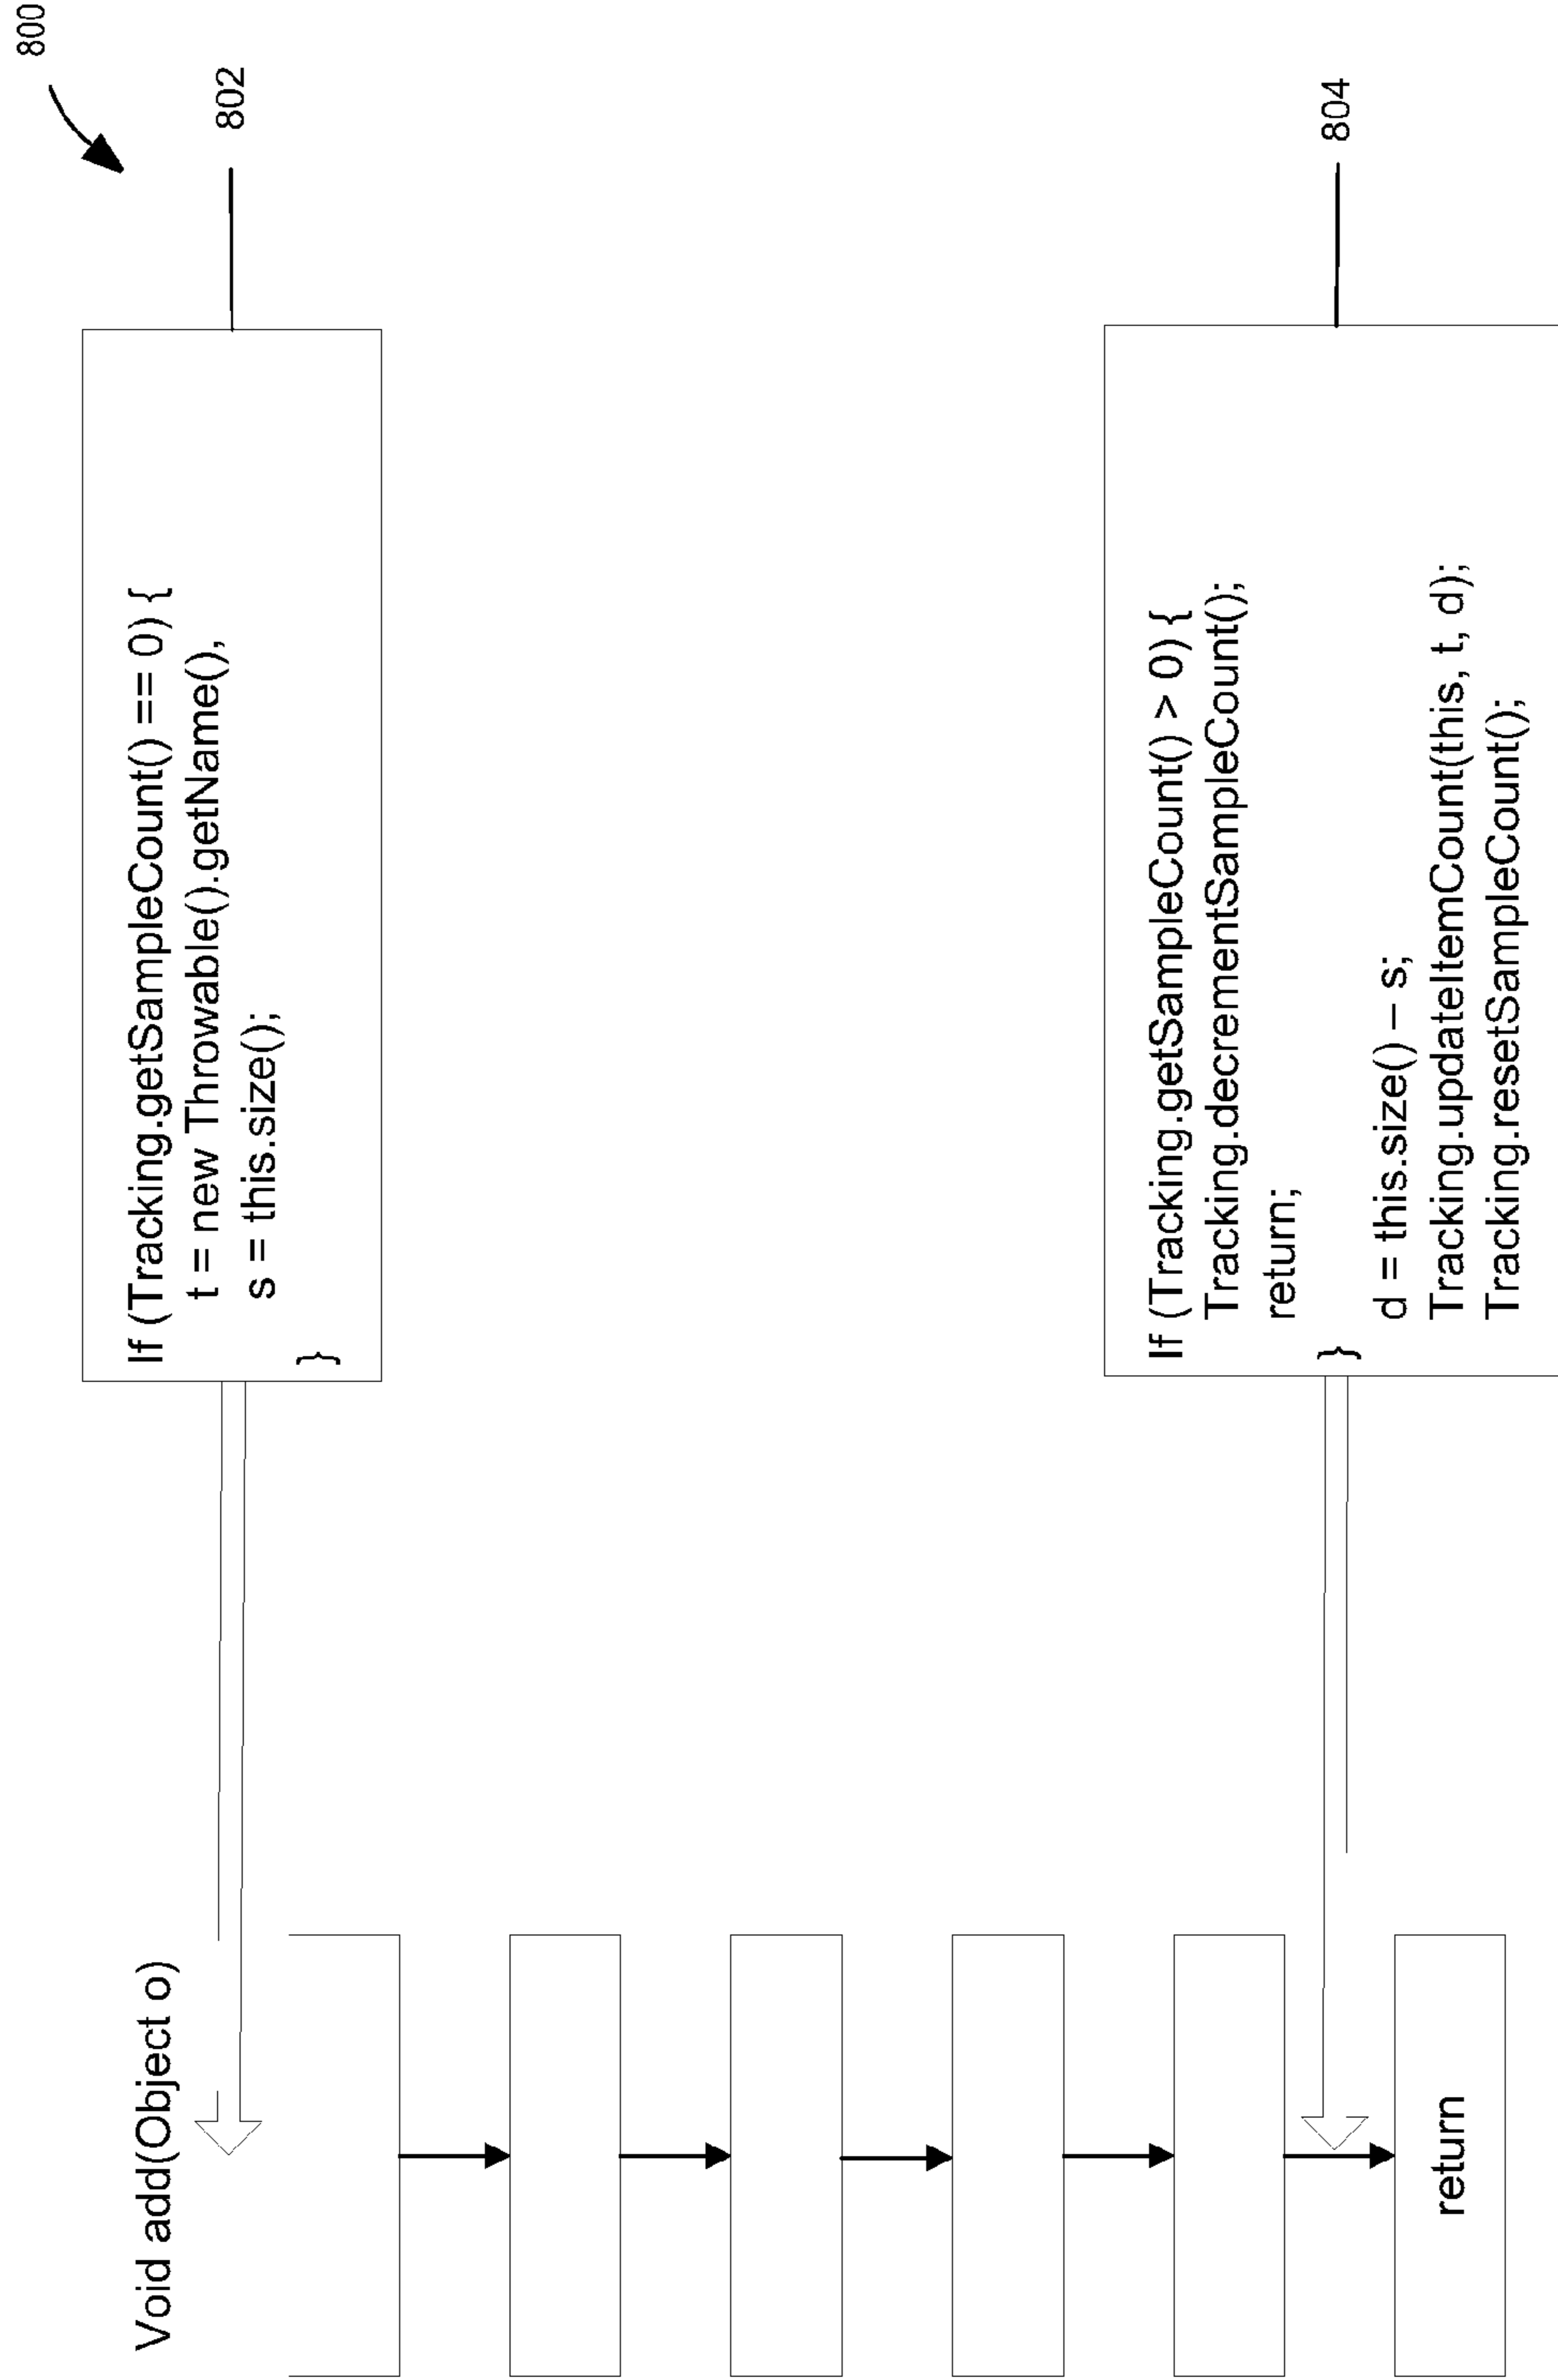 800
Void add(Object o)
802
If (Tracking.getSampleCount() == 0) {
t = new Throwable().getName(),
s = this.size();
}
804
If (Tracking.getSampleCount() > 0) {
Tracking.decrementSampleCount();
return;
}
d = this.size() – s;
Tracking.updateItemCount(this, t, d);
Tracking.resetSampleCount();
return